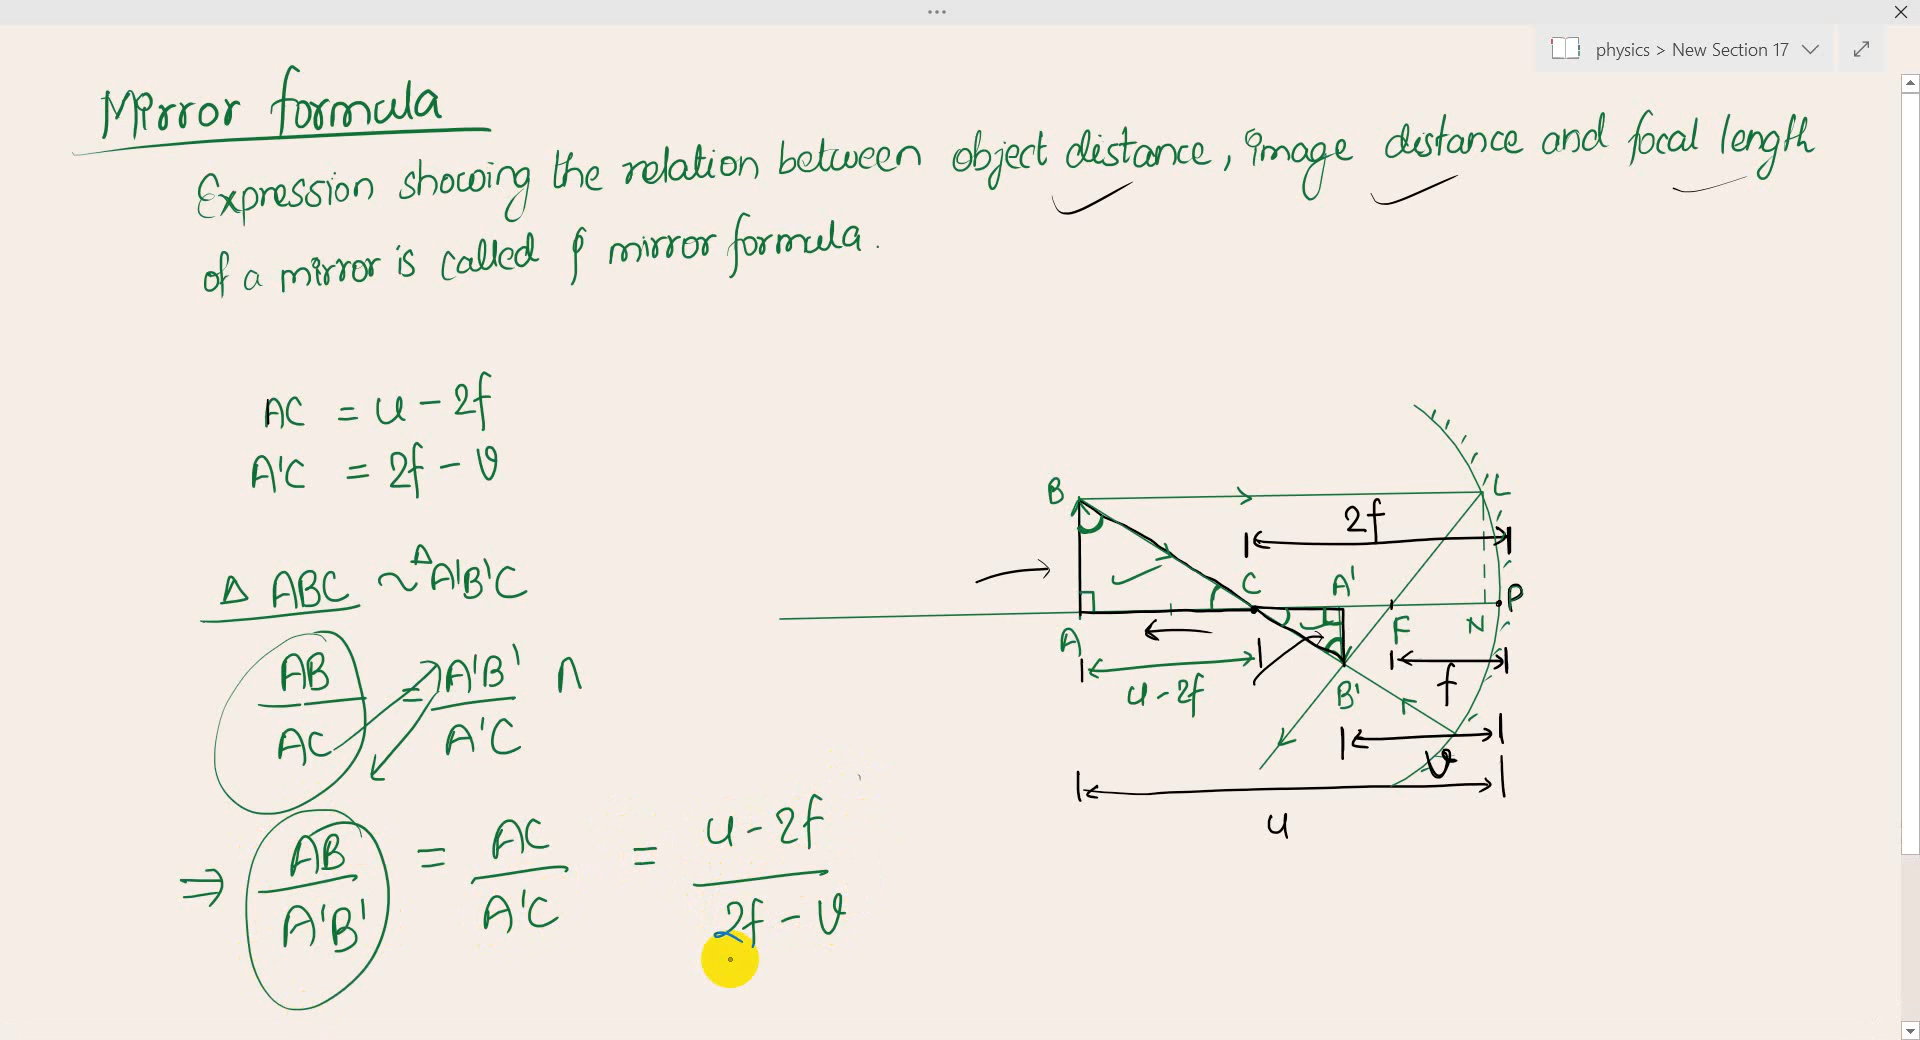 physics > New Section 17
Mirror formula
Expression showing the relation between object distance, image distance and focal length
of a mirror is called mirror formula.
AC = u - 2f
A'C = 2f - v
Δ ABC ~ Δ A'B'C
AB/AC = A'B'/A'C
⇒ AB/A'B' = AC/A'C = u - 2f/2f - v
B
L
2f
C
A'
P
A
F
N
u - 2f
B'
f
v
u